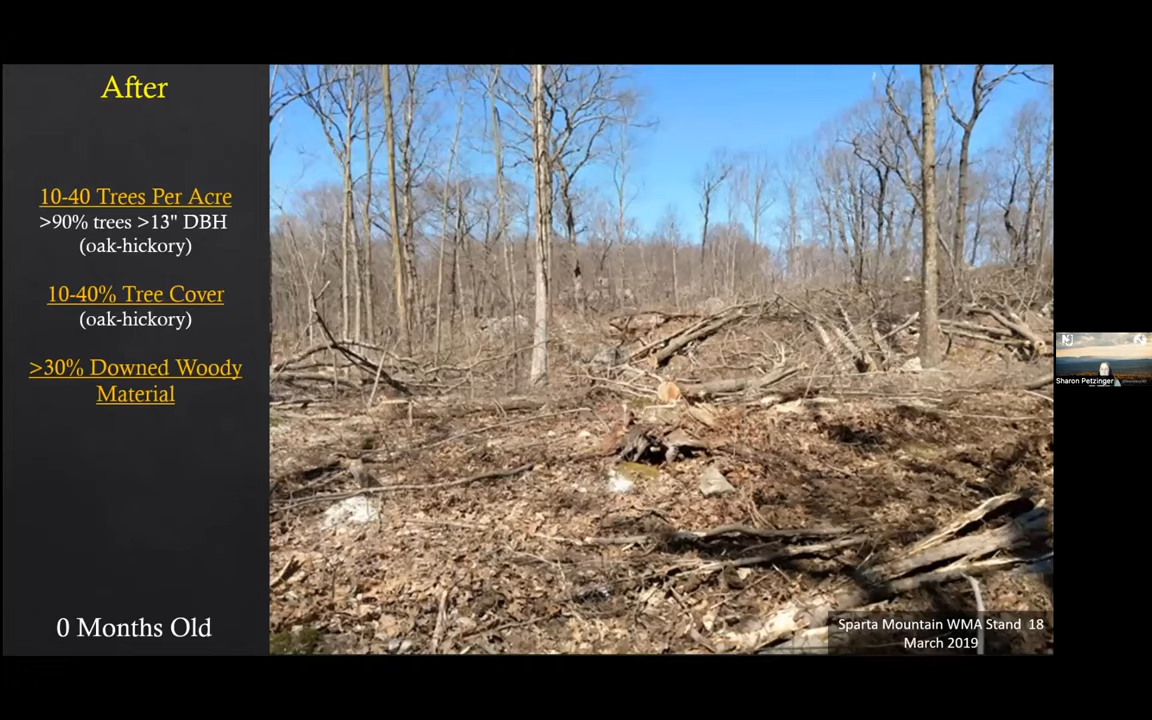 After
10-40 Trees Per Acre
>90% trees >13" DBH
(oak-hickory)
10-40% Tree Cover
(oak-hickory)
>30% Downed Woody
Material
0 Months Old
Sparta Mountain WMA Stand 18
March 2019
NJ
Sharon Petzinger